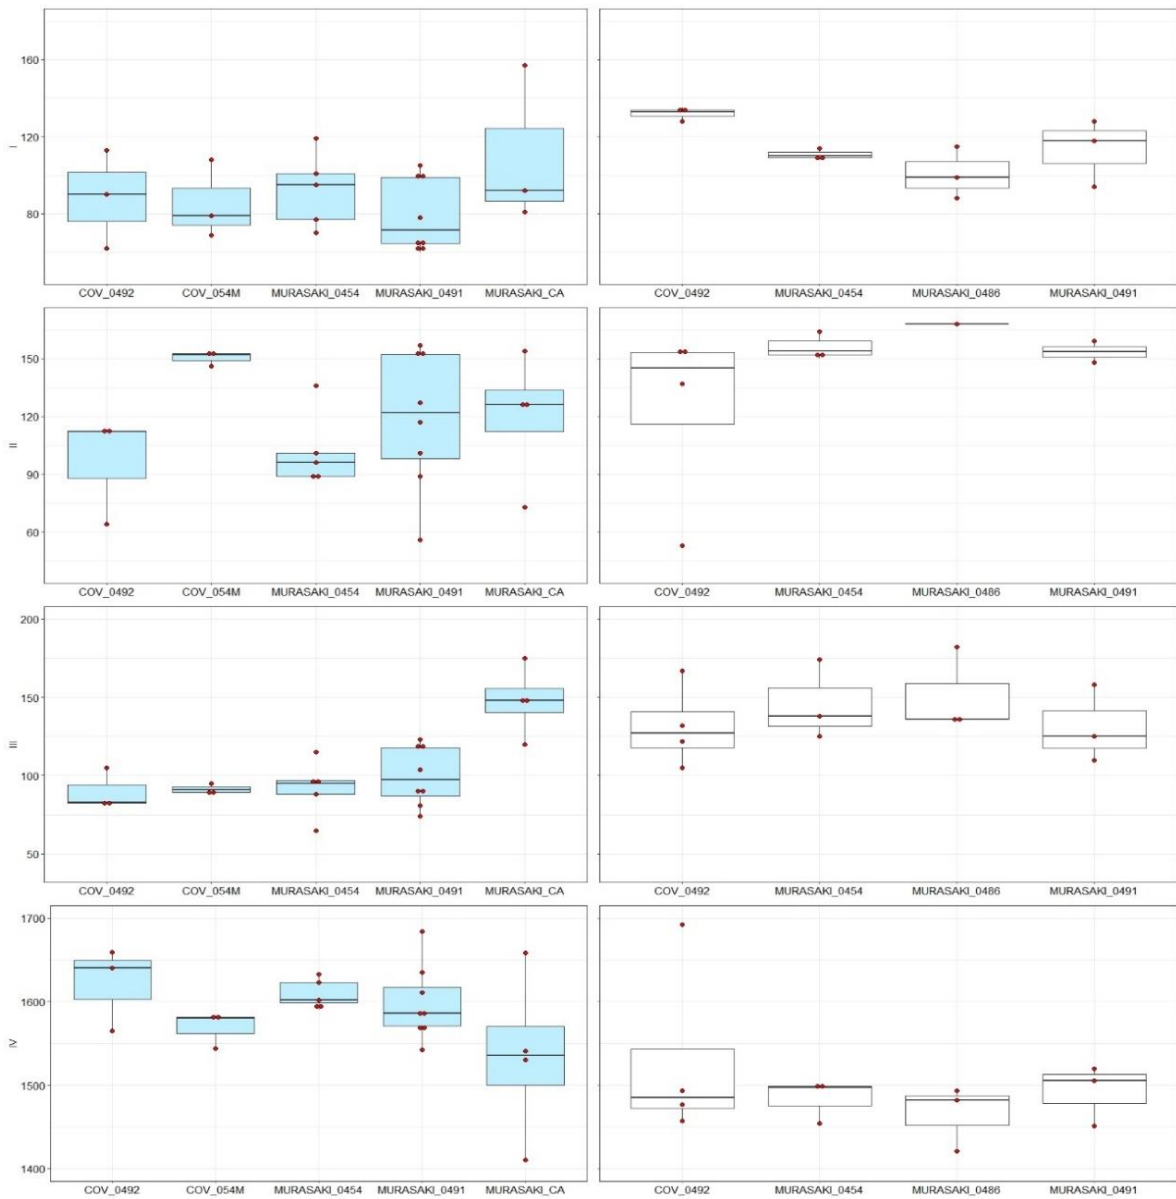 I
160
120
80
COV_0492 COV_054M MURASAKI_0454 MURASAKI_0491 MURASAKI_CA
COV_0492 MURASAKI_0454 MURASAKI_0486 MURASAKI_0491
II
150
120
90
60
COV_0492 COV_054M MURASAKI_0454 MURASAKI_0491 MURASAKI_CA
COV_0492 MURASAKI_0454 MURASAKI_0486 MURASAKI_0491
III
200
150
100
50
COV_0492 COV_054M MURASAKI_0454 MURASAKI_0491 MURASAKI_CA
COV_0492 MURASAKI_0454 MURASAKI_0486 MURASAKI_0491
IV
1700
1600
1500
1400
COV_0492 COV_054M MURASAKI_0454 MURASAKI_0491 MURASAKI_CA
COV_0492 MURASAKI_0454 MURASAKI_0486 MURASAKI_0491